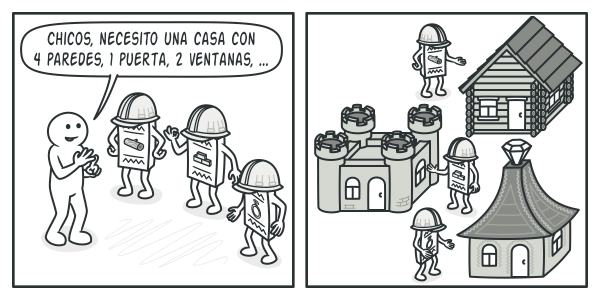 CHICOS, NECESITO UNA CASA CON
4 PAREDES, 1 PUERTA, 2 VENTANAS, ...